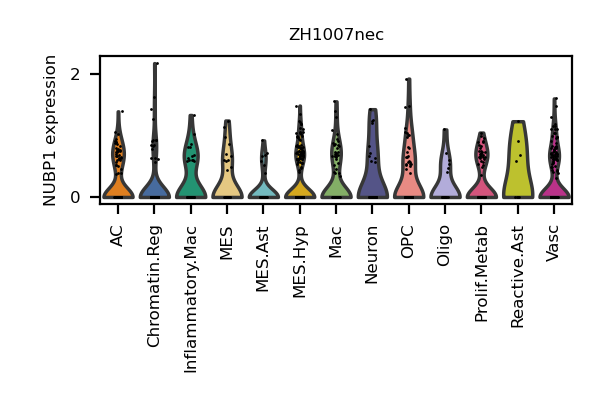 ZH1007nec
NUBP1 expression
2
0
AC
Chromatin.Reg
Inflammatory.Mac
MES
MES.Ast
MES.Hyp
Mac
Neuron
OPC
Oligo
Prolif.Metab
Reactive.Ast
Vasc